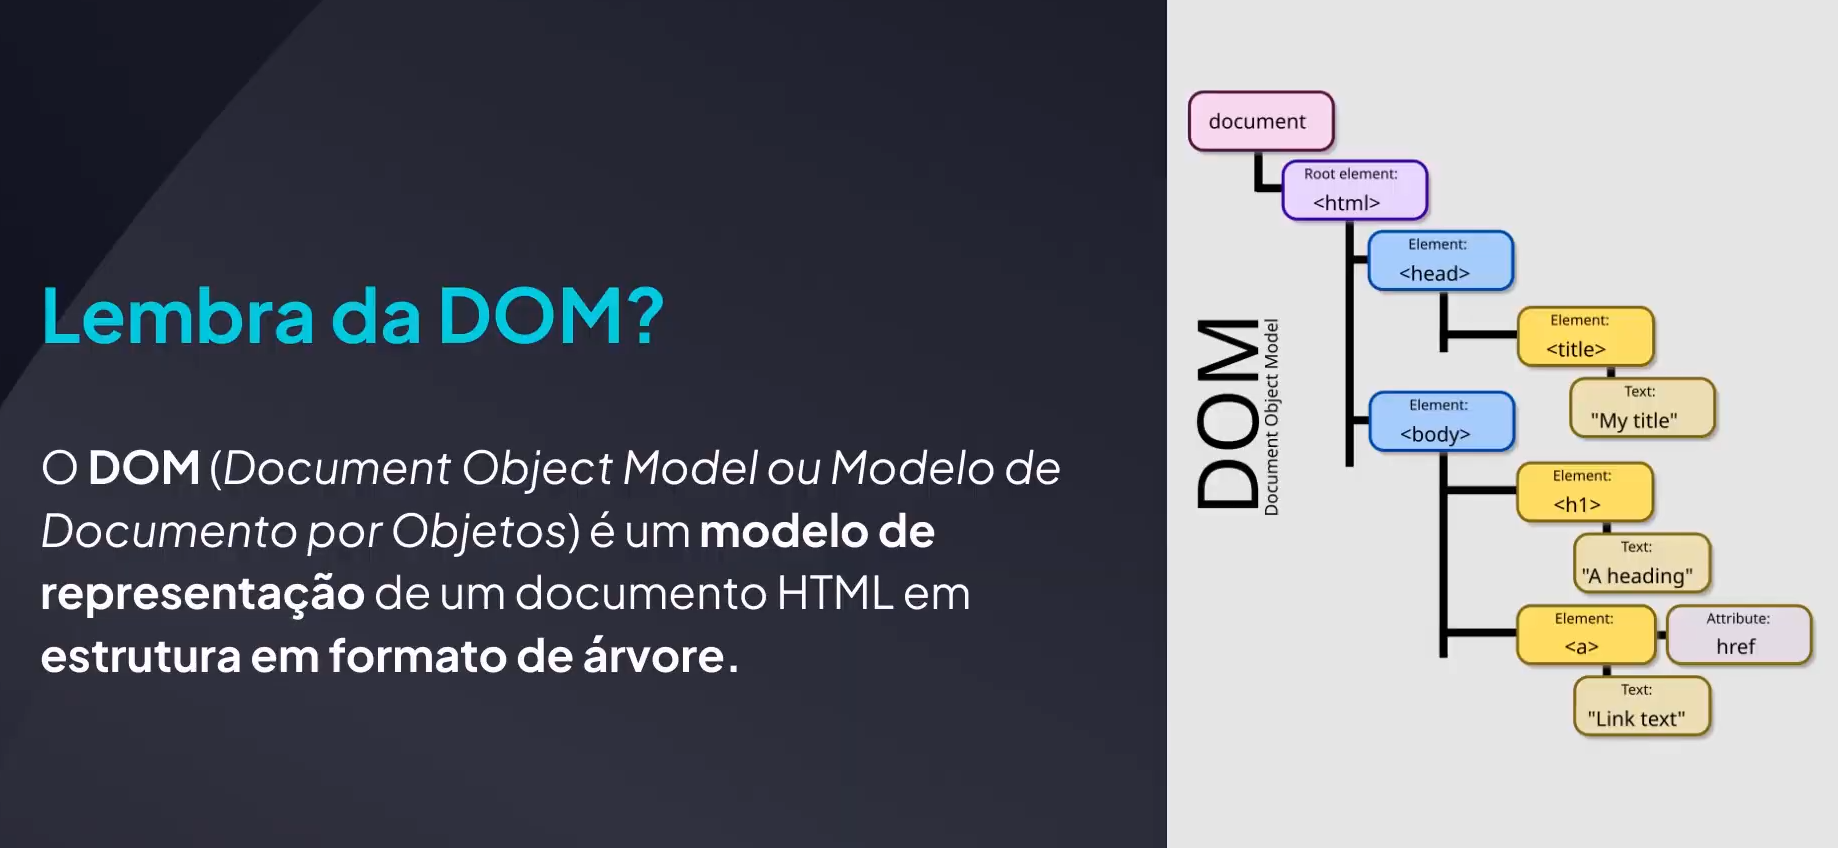 Lembra da DOM?
O DOM (Document Object Model ou Modelo de
Documento por Objetos) é um modelo de
representação de um documento HTML em
estrutura em formato de árvore.
DOM
Document Object Model
document
Root element:
<html>
Element:
<head>
Element:
<title>
Text:
"My title"
Element:
<body>
Element:
<h1>
Text:
"A heading"
Element:
<a>
Attribute:
href
Text:
"Link text"